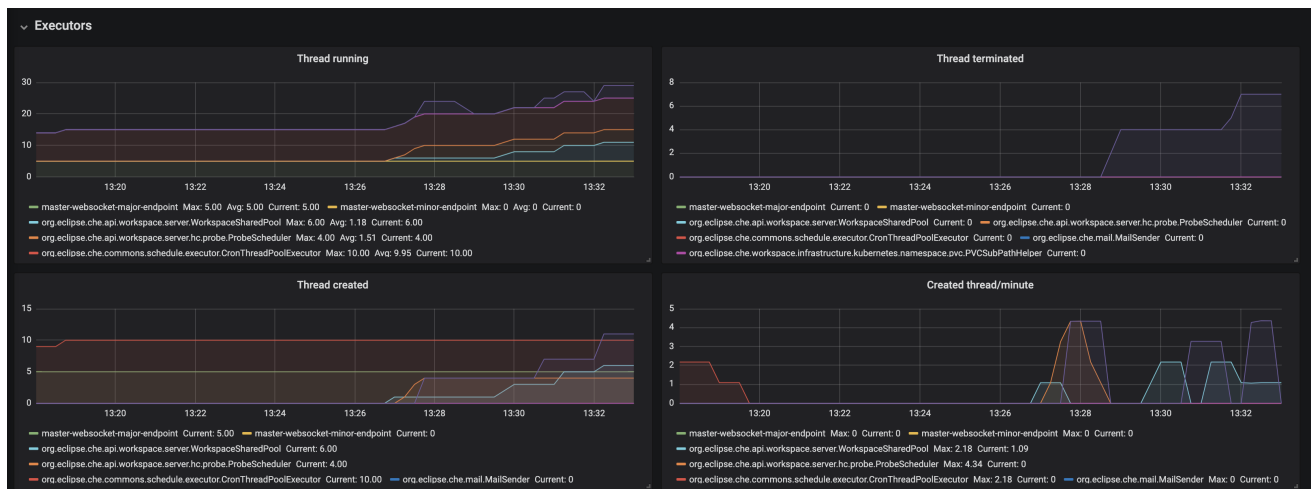 Executors
Thread running
30
20
10
0
13:20 13:22 13:24 13:26 13:28 13:30 13:32
master-websocket-major-endpoint Max: 5.00 Avg: 5.00 Current: 5.00 master-websocket-minor-endpoint Max: 0 Avg: 0 Current: 0
org.eclipse.che.api.workspace.server.WorkspaceSharedPool Max: 6.00 Avg: 1.18 Current: 6.00
org.eclipse.che.api.workspace.server.hc.probe.ProbeScheduler Max: 4.00 Avg: 1.51 Current: 4.00
org.eclipse.che.commons.schedule.executor.CronThreadPoolExecutor Max: 10.00 Avg: 9.95 Current: 10.00
Thread terminated
8
6
4
2
0
13:20 13:22 13:24 13:26 13:28 13:30 13:32
master-websocket-major-endpoint Current: 0 master-websocket-minor-endpoint Current: 0
org.eclipse.che.api.workspace.server.WorkspaceSharedPool Current: 0 org.eclipse.che.api.workspace.server.hc.probe.ProbeScheduler Current: 0
org.eclipse.che.commons.schedule.executor.CronThreadPoolExecutor Current: 0 org.eclipse.che.mail.MailSender Current: 0
org.eclipse.che.workspace.infrastructure.kubernetes.namespace.pvc.PVCSubPathHelper Current: 0
Thread created
15
10
5
0
13:20 13:22 13:24 13:26 13:28 13:30 13:32
master-websocket-major-endpoint Current: 5.00 master-websocket-minor-endpoint Current: 0
org.eclipse.che.api.workspace.server.WorkspaceSharedPool Current: 6.00
org.eclipse.che.api.workspace.server.hc.probe.ProbeScheduler Current: 4.00
org.eclipse.che.commons.schedule.executor.CronThreadPoolExecutor Current: 10.00 org.eclipse.che.mail.MailSender Current: 0
Created thread/minute
5
4
3
2
1
0
13:20 13:22 13:24 13:26 13:28 13:30 13:32
master-websocket-major-endpoint Max: 0 Current: 0 master-websocket-minor-endpoint Max: 0 Current: 0
org.eclipse.che.api.workspace.server.WorkspaceSharedPool Max: 2.18 Current: 1.09
org.eclipse.che.api.workspace.server.hc.probe.ProbeScheduler Max: 4.34 Current: 0
org.eclipse.che.commons.schedule.executor.CronThreadPoolExecutor Max: 2.18 Current: 0 org.eclipse.che.mail.MailSender Max: 0 Current: 0